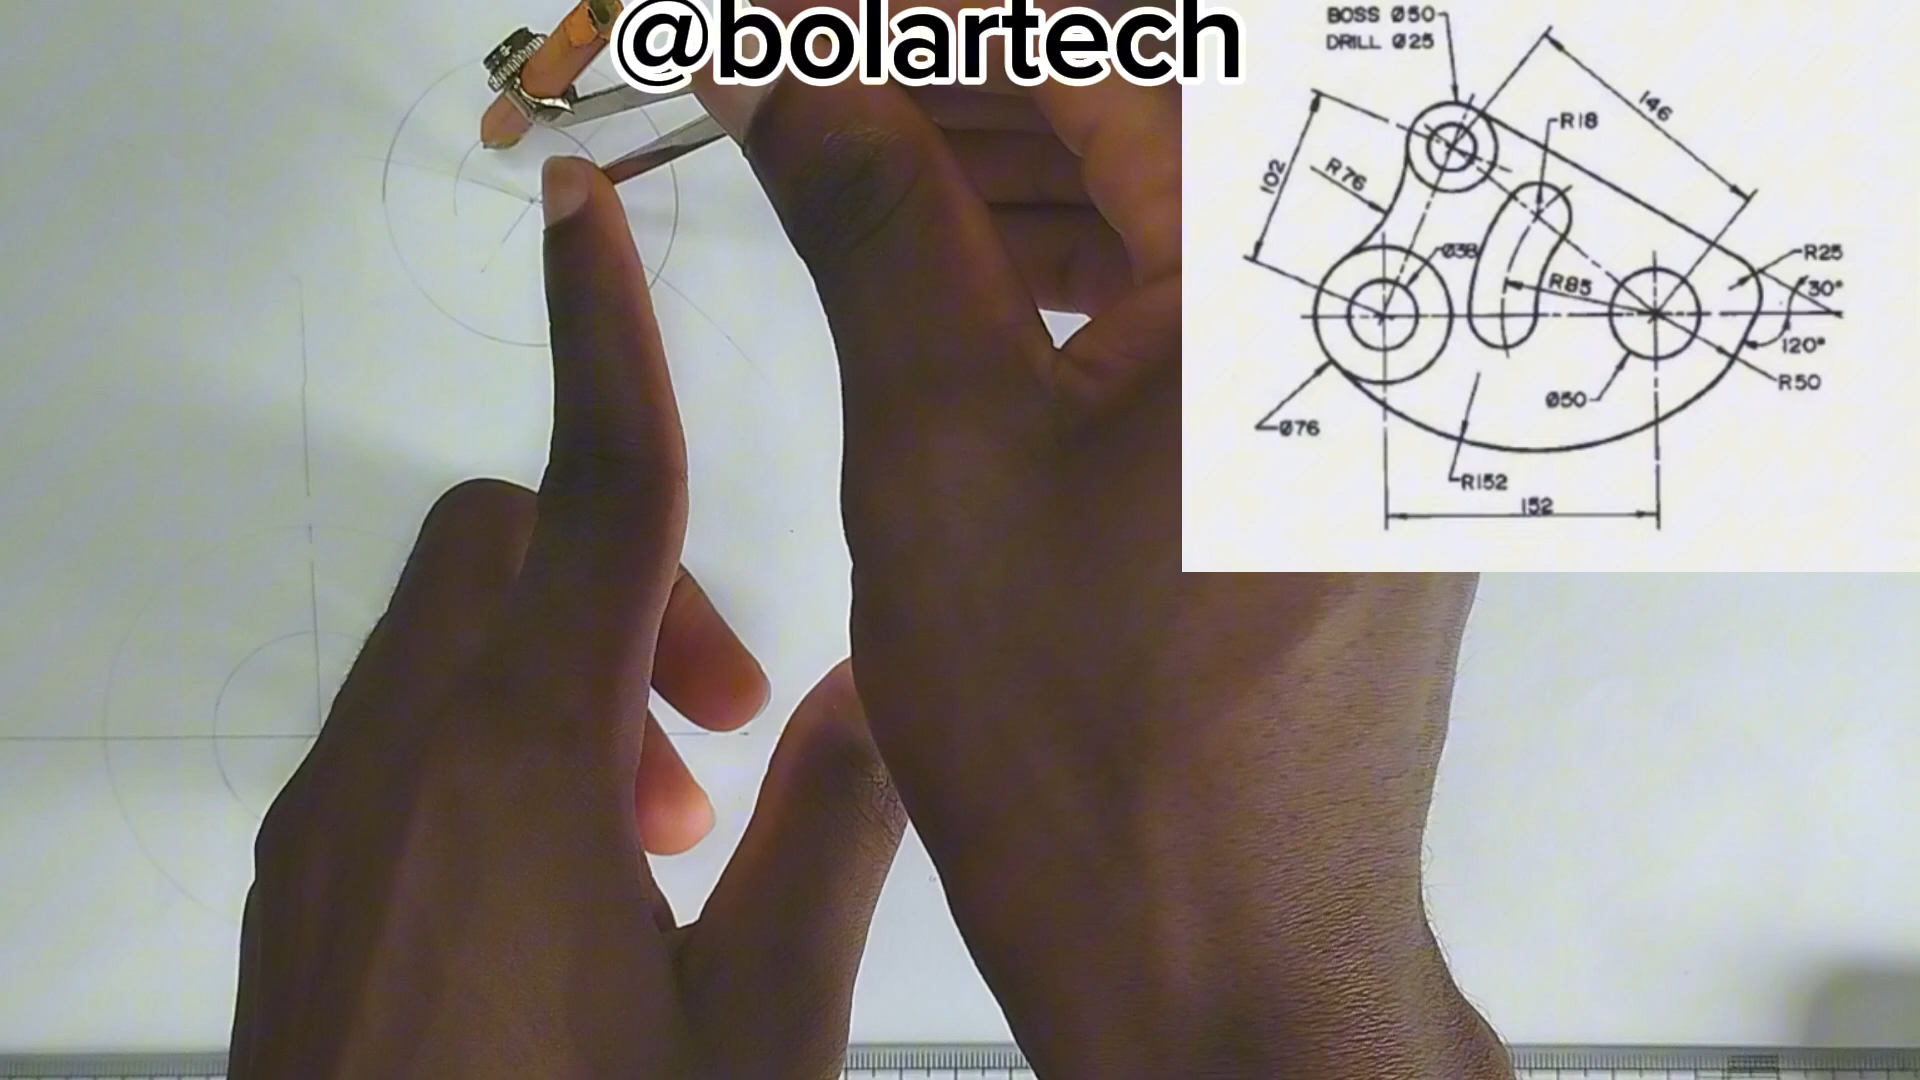 @bolartech
BOSS Ø50
DRILL Ø25
146
R18
102
R76
Ø38
R85
R25
30°
120°
Ø50
R50
Ø76
R152
152